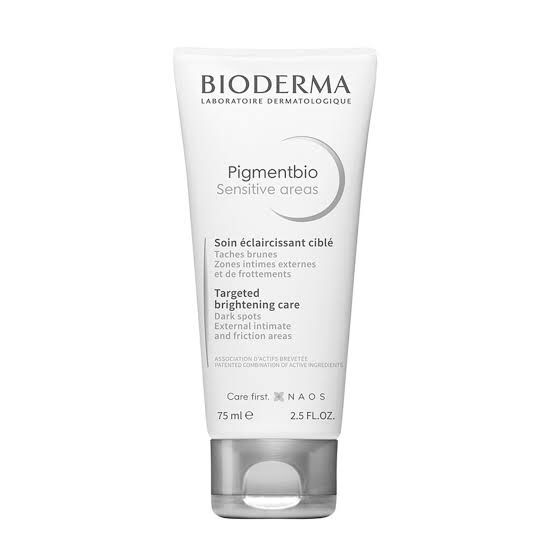 BIODERMA
LABORATOIRE DERMATOLOGIQUE
Pigmentbio
Sensitive areas
Soin éclaircissant ciblé
Taches brunes
Zones intimes externes
et de frottements
Targeted
brightening care
Dark spots
External intimate
and friction areas
ASSOCIATION D'ACTIFS BREVETÉE
PATENTED COMBINATION OF ACTIVE INGREDIENTS
Care first. NAOS
75 ml ℮ 2.5 FL.OZ.